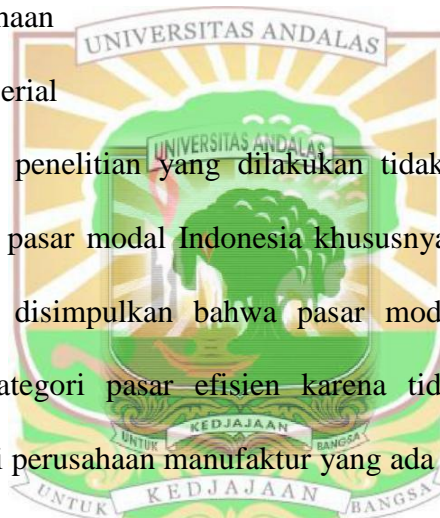 naan
UNIVERSITAS ANDALAS
erial
UNIVERSITAS ANDALAS
penelitian yang dilakukan tidak
pasar modal Indonesia khususnya
disimpulkan bahwa pasar mod
ategori pasar efisien karena tid
KEDJAJAAN
UNTUK BANGSA
i perusahaan manufaktur yang ada
UNTUK KEDJAJAAN BANGSA